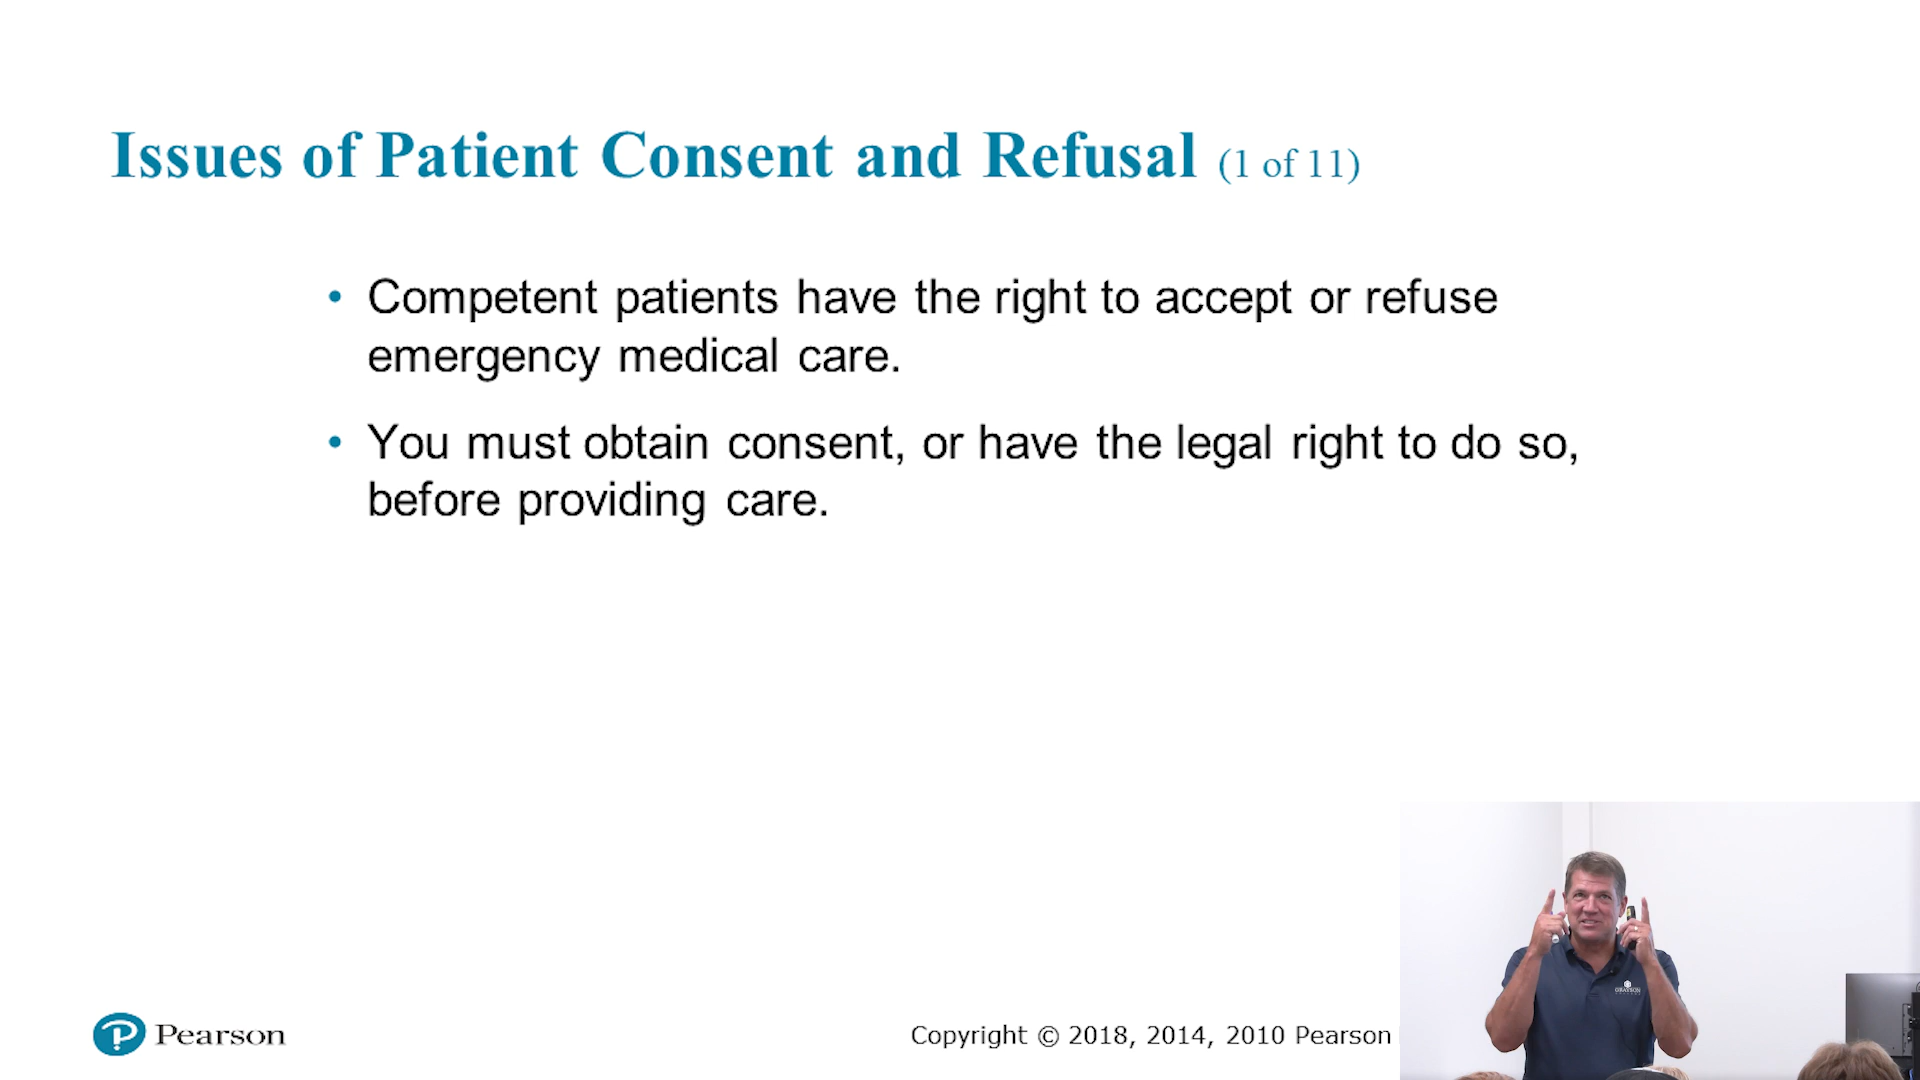 Issues of Patient Consent and Refusal (1 of 11)
• Competent patients have the right to accept or refuse
emergency medical care.
• You must obtain consent, or have the legal right to do so,
before providing care.
Pearson
Copyright © 2018, 2014, 2010 Pearson
GRAYSON